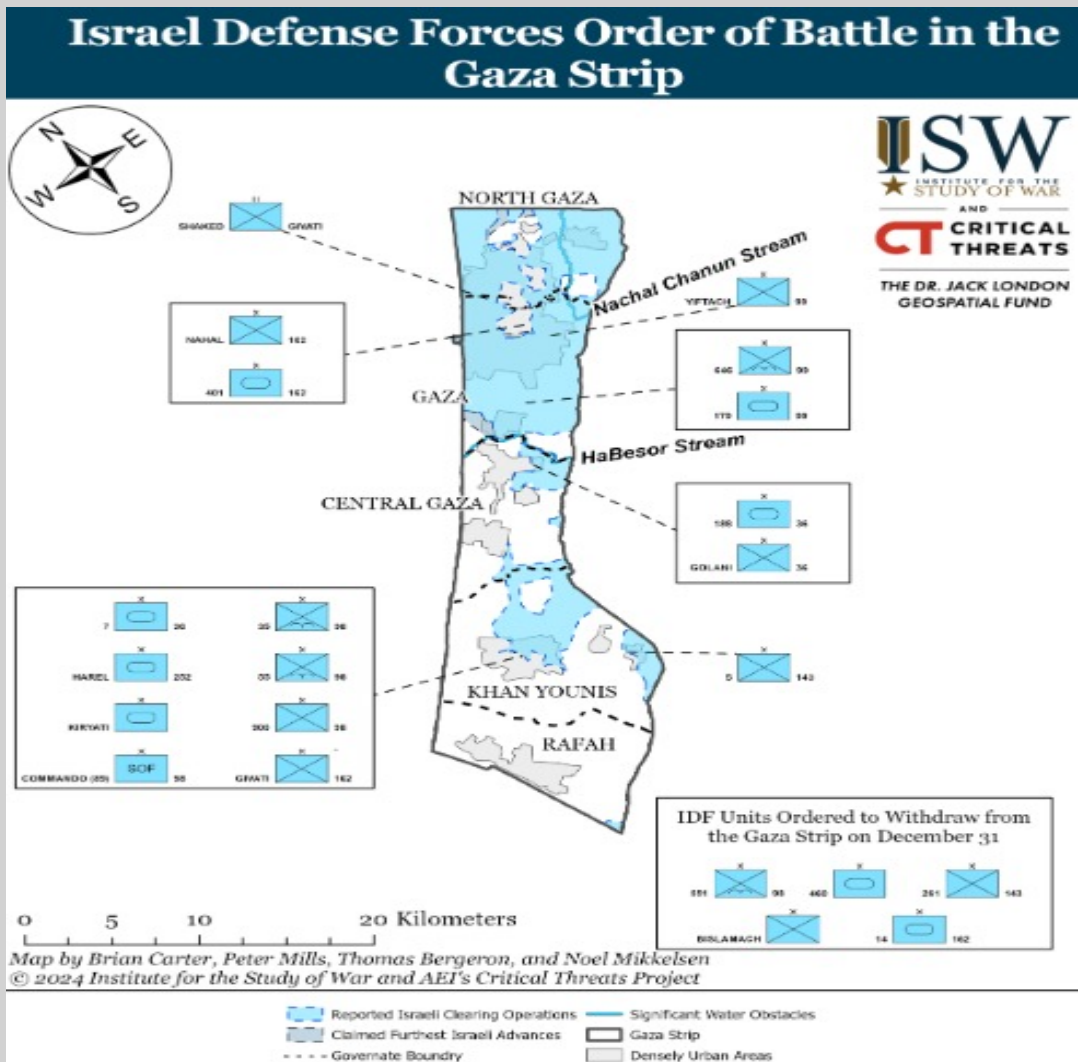 Israel Defense Forces Order of Battle in the
Gaza Strip
N
E
W
S
ISW
INSTITUTE FOR THE
STUDY OF WAR
AND
CT CRITICAL
THREATS
THE DR. JACK LONDON
GEOSPATIAL FUND
NORTH GAZA
II
SHAKED GIVATI
Nachal Chanun Stream
X
YIFTACH 99
X
NAHAL 162
X
401 162
X
646 99
X
179 99
GAZA
HaBesor Stream
CENTRAL GAZA
X
188 36
X
GOLANI 36
X
7 36
X
35 98
X
HAREL 252
X
55 98
X
KIRYATI
X
900 98
X
COMMANDO (89) SOF 98
X
GIVATI 162
X
5 143
KHAN YOUNIS
RAFAH
IDF Units Ordered to Withdraw from
the Gaza Strip on December 31
X
551 98
X
460
X
261 143
X
BISLAMACH
X
14 162
0 5 10 20 Kilometers
Map by Brian Carter, Peter Mills, Thomas Bergeron, and Noel Mikkelsen
© 2024 Institute for the Study of War and AEI's Critical Threats Project
Reported Israeli Clearing Operations
Significant Water Obstacles
Claimed Furthest Israeli Advances
Gaza Strip
Governate Boundry
Densely Urban Areas